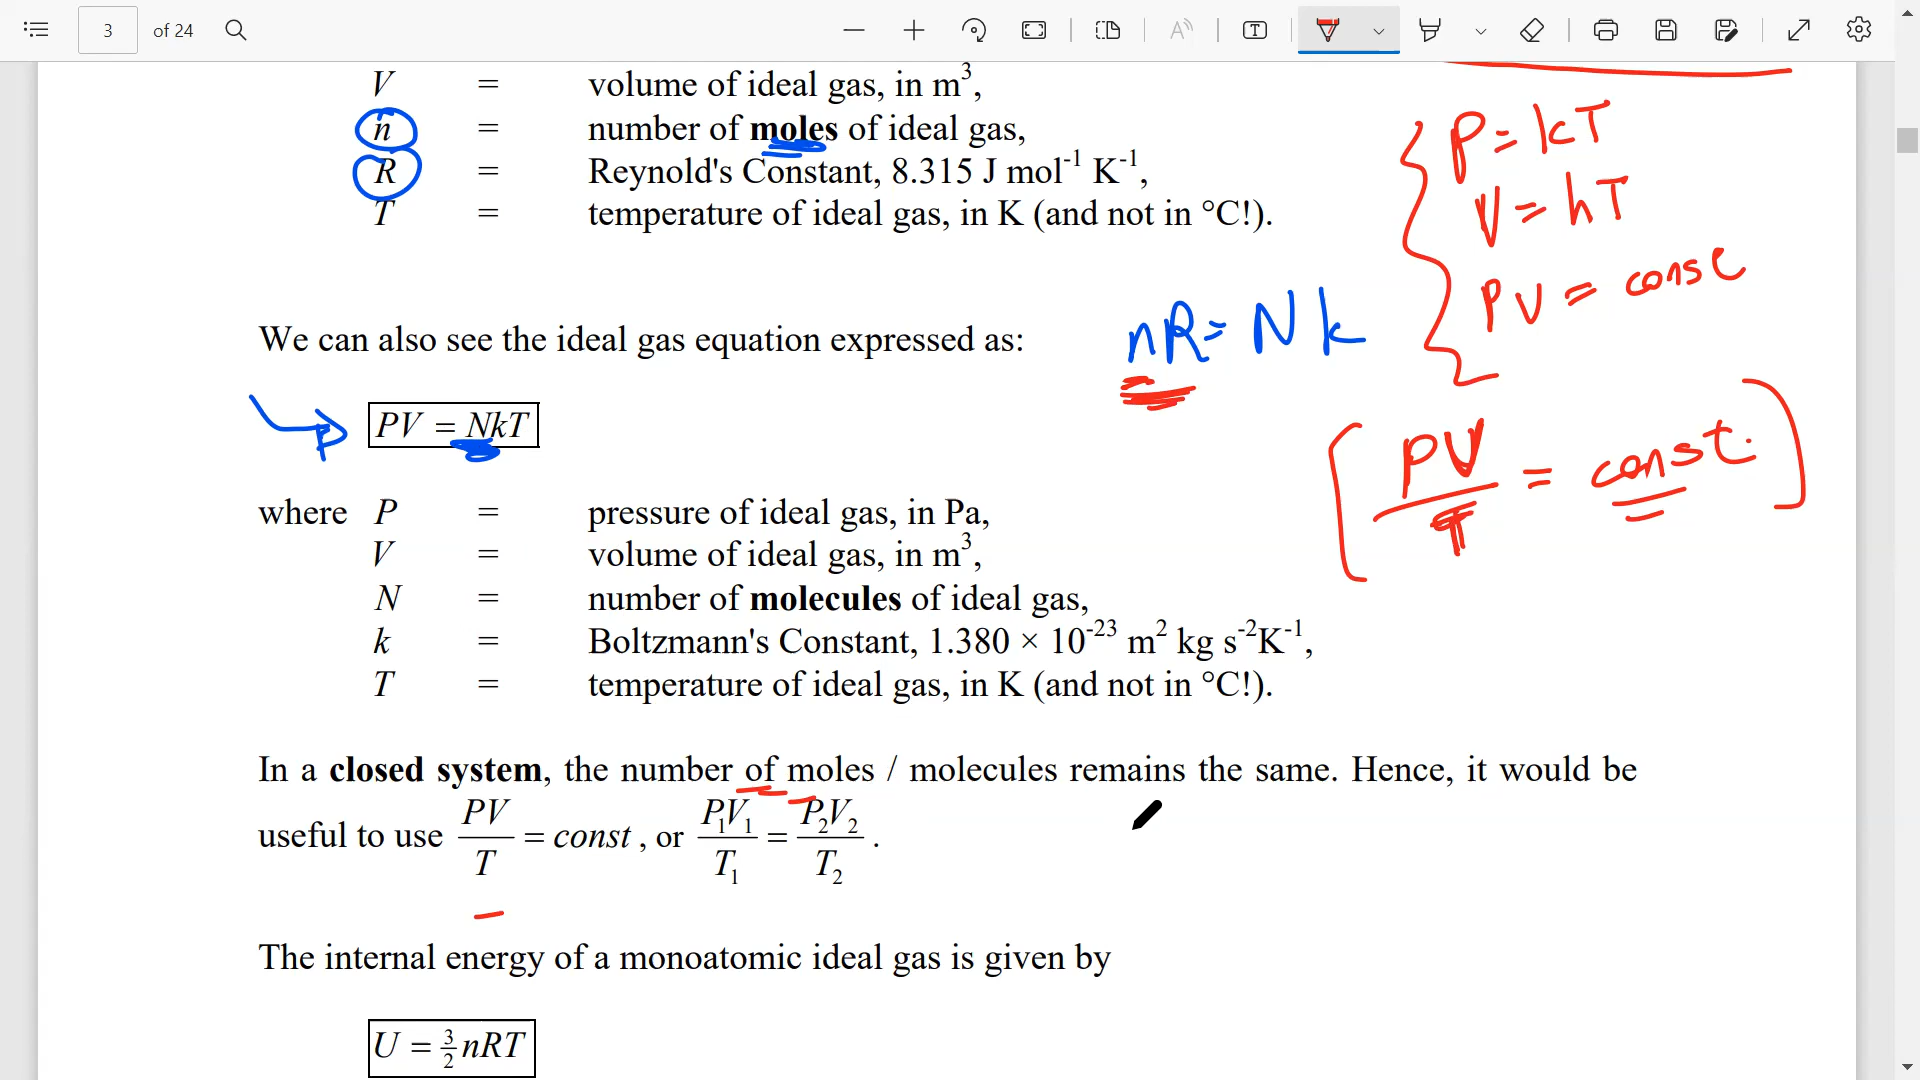 3 of 24
V = volume of ideal gas, in m³,
n = number of moles of ideal gas,
R = Reynold's Constant, 8.315 J mol⁻¹ K⁻¹,
T = temperature of ideal gas, in K (and not in °C!).
P = kT
V = hT
PV = const
We can also see the ideal gas equation expressed as:
nR = Nk
PV = NkT
PV/T = const.
where P = pressure of ideal gas, in Pa,
V = volume of ideal gas, in m³,
N = number of molecules of ideal gas,
k = Boltzmann's Constant, 1.380 × 10⁻²³ m² kg s⁻²K⁻¹,
T = temperature of ideal gas, in K (and not in °C!).
In a closed system, the number of moles / molecules remains the same. Hence, it would be
useful to use PV/T = const, or P₁V₁/T₁ = P₂V₂/T₂.
The internal energy of a monoatomic ideal gas is given by
U = 3/2 nRT